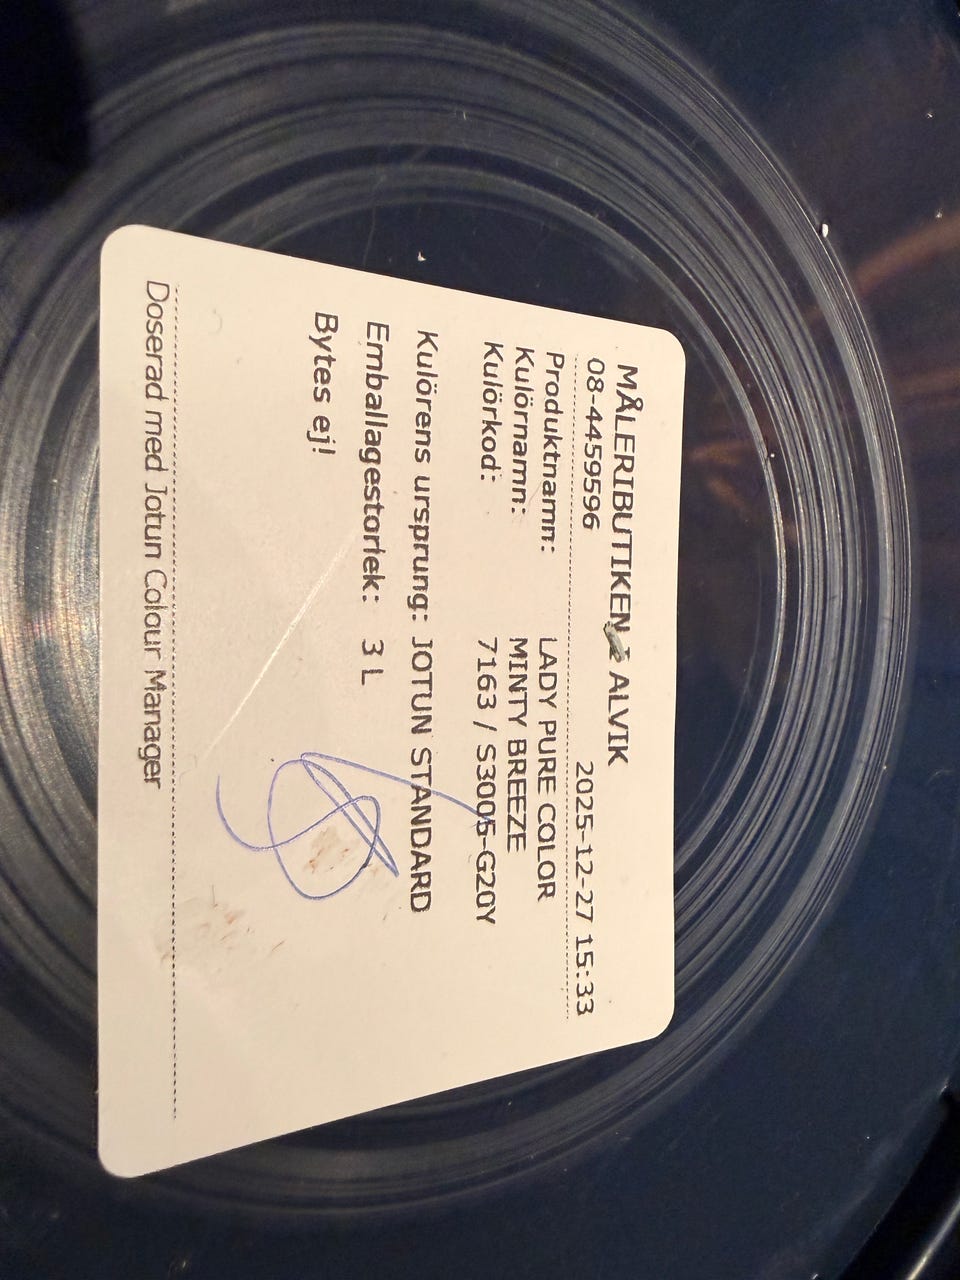 MÅLERIBUTIKEN I ALVIK
08-4459596 2025-12-27 15:33
Produktnamn: LADY PURE COLOR
Kulörnamn: MINTY BREEZE
Kulörkod: 7163 / S3005-G20Y
Kulörens ursprung: JOTUN STANDARD
Emballagestorlek: 3 L
Bytes ej!
Doserad med Jotun Colour Manager